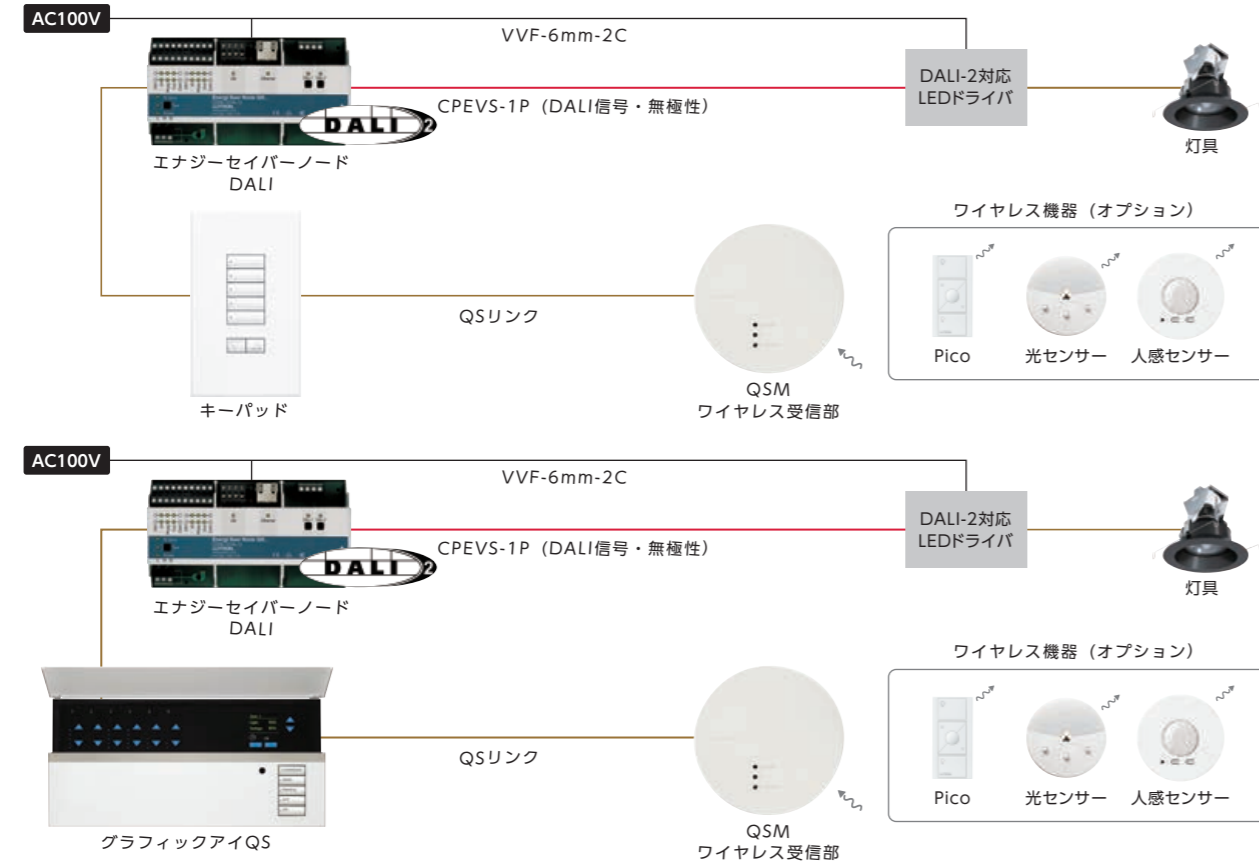 AC100V
VVF-6mm-2C
DALI-2対応
LEDドライバ
CPEVS-1P（DALI信号・無極性）
DALI 2
灯具
エナジーセイバーノード
DALI
ワイヤレス機器（オプション）
QSリンク
Pico
光センサー
人感センサー
QSM
ワイヤレス受信部
キーパッド
AC100V
VVF-6mm-2C
DALI-2対応
LEDドライバ
CPEVS-1P（DALI信号・無極性）
DALI 2
灯具
エナジーセイバーノード
DALI
ワイヤレス機器（オプション）
QSリンク
Pico
光センサー
人感センサー
QSM
ワイヤレス受信部
グラフィックアイQS